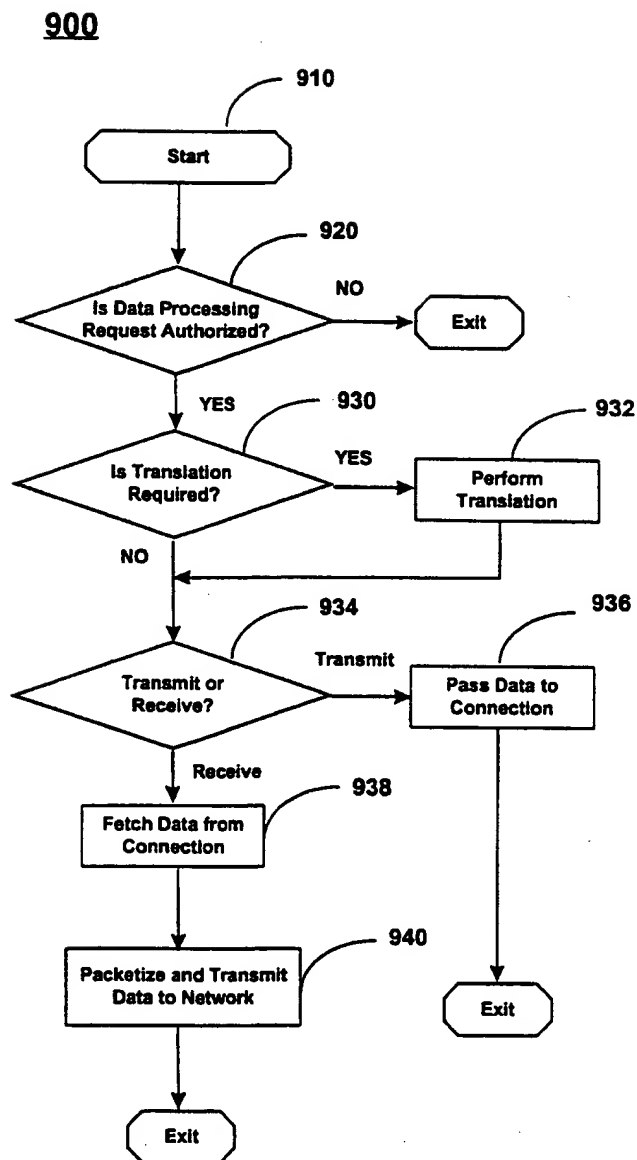 900
910
Start
920
Is Data Processing
Request Authorized?
NO
Exit
YES
930
Is Translation
Required?
YES
932
Perform
Translation
NO
934
Transmit or
Receive?
Transmit
936
Pass Data to
Connection
Receive
938
Fetch Data from
Connection
940
Packetize and Transmit
Data to Network
Exit
Exit